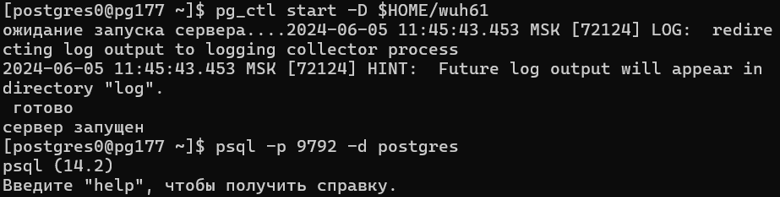 [postgres0@pg177 ~]$ pg_ctl start -D $HOME/wuh61
ожидание запуска сервера....2024-06-05 11:45:43.453 MSK [72124] LOG:  redire
cting log output to logging collector process
2024-06-05 11:45:43.453 MSK [72124] HINT:  Future log output will appear in
directory "log".
 готово
сервер запущен
[postgres0@pg177 ~]$ psql -p 9792 -d postgres
psql (14.2)
Введите "help", чтобы получить справку.